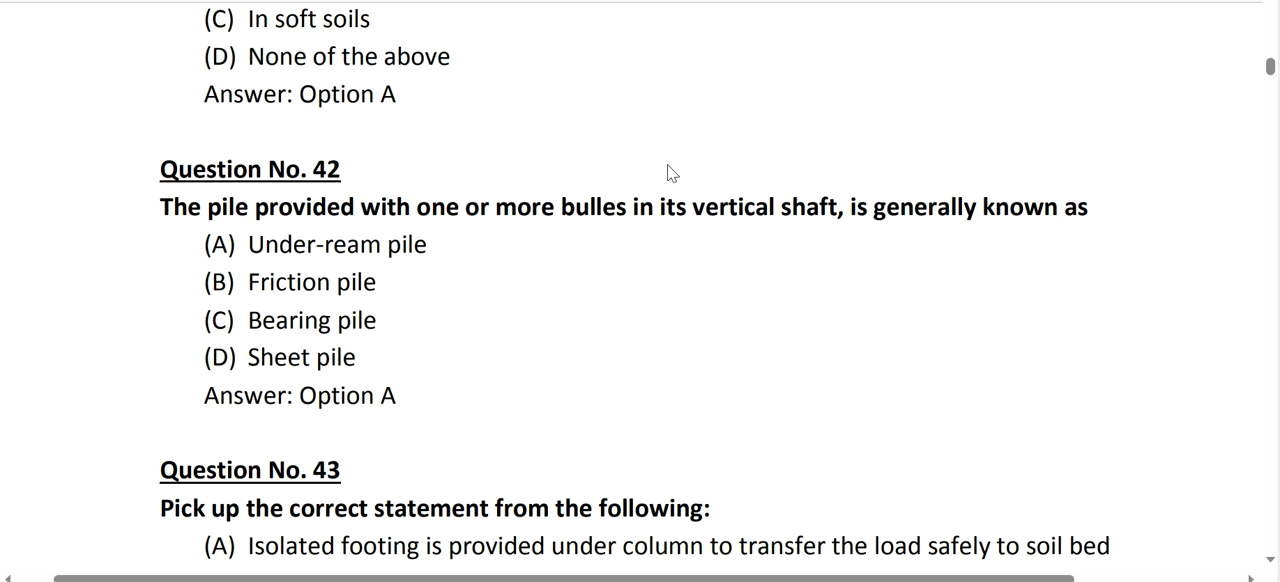 (C) In soft soils
(D) None of the above
Answer: Option A
Question No. 42
The pile provided with one or more bulles in its vertical shaft, is generally known as
(A) Under-ream pile
(B) Friction pile
(C) Bearing pile
(D) Sheet pile
Answer: Option A
Question No. 43
Pick up the correct statement from the following:
(A) Isolated footing is provided under column to transfer the load safely to soil bed